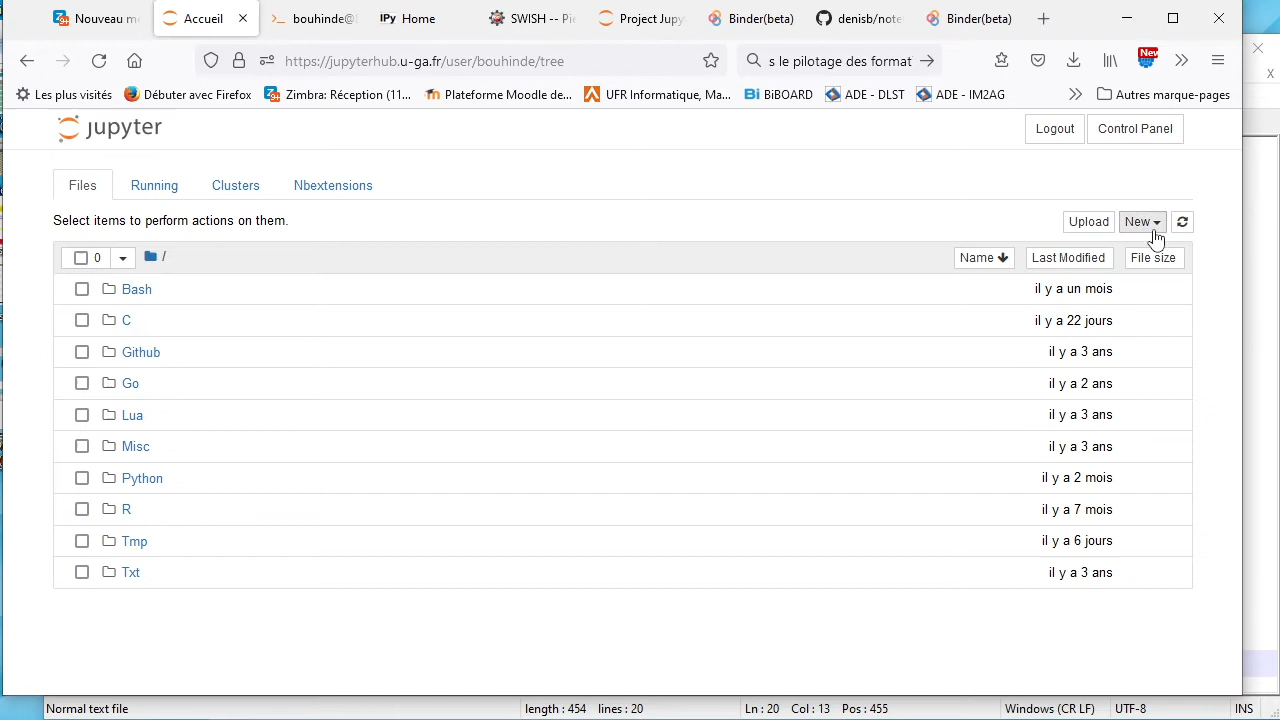 Nouveau m
Accueil
bouhinde@
IPy Home
SWISH -- Pie
Project Jupy
Binder(beta)
demrb/note
Binder(beta)
https://jupyterhub.u-ga.fr er/bouhinde/tree
s le pilotage des format
New
Les plus visités
Débuter avec Firefox
Zimbra: Réception (11...
Plateforme Moodle de...
UFR Informatique, Ma...
Bi BiBOARD
ADE - DLST
ADE - IM2AG
Autres marque-pages
jupyter
Logout
Control Panel
Files
Running
Clusters
Nbextensions
Select items to perform actions on them.
Upload
New
0
/
Name
Last Modified
File size
Bash il y a un mois
C il y a 22 jours
Github il y a 3 ans
Go il y a 2 ans
Lua il y a 3 ans
Misc il y a 3 ans
Python il y a 2 mois
R il y a 7 mois
Tmp il y a 6 jours
Txt il y a 3 ans
Normal text file
length : 454 lines : 20
Ln : 20 Col : 13 Pos : 455
Windows (CR LF)
UTF-8
INS